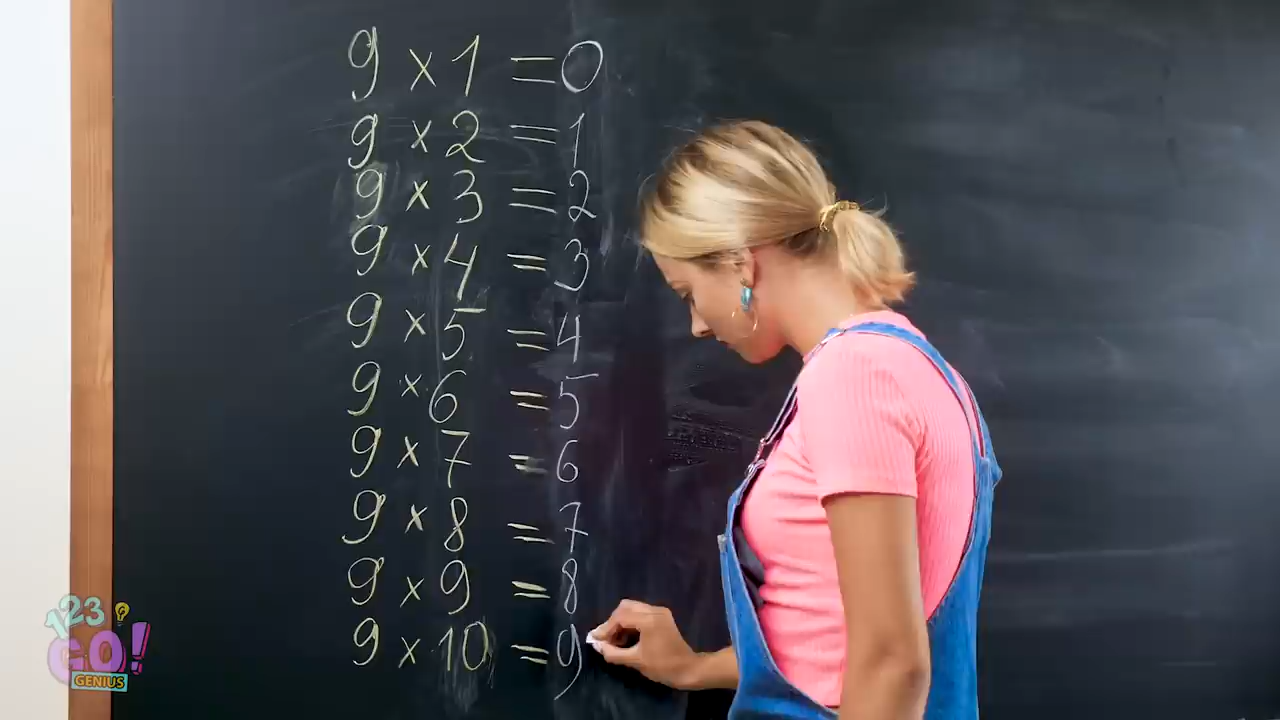 9 × 1 = 0
9 × 2 = 1
9 × 3 = 2
9 × 4 = 3
9 × 5 = 4
9 × 6 = 5
9 × 7 = 6
9 × 8 = 7
9 × 9 = 8
9 × 10 = 9
123
GO!
GENIUS